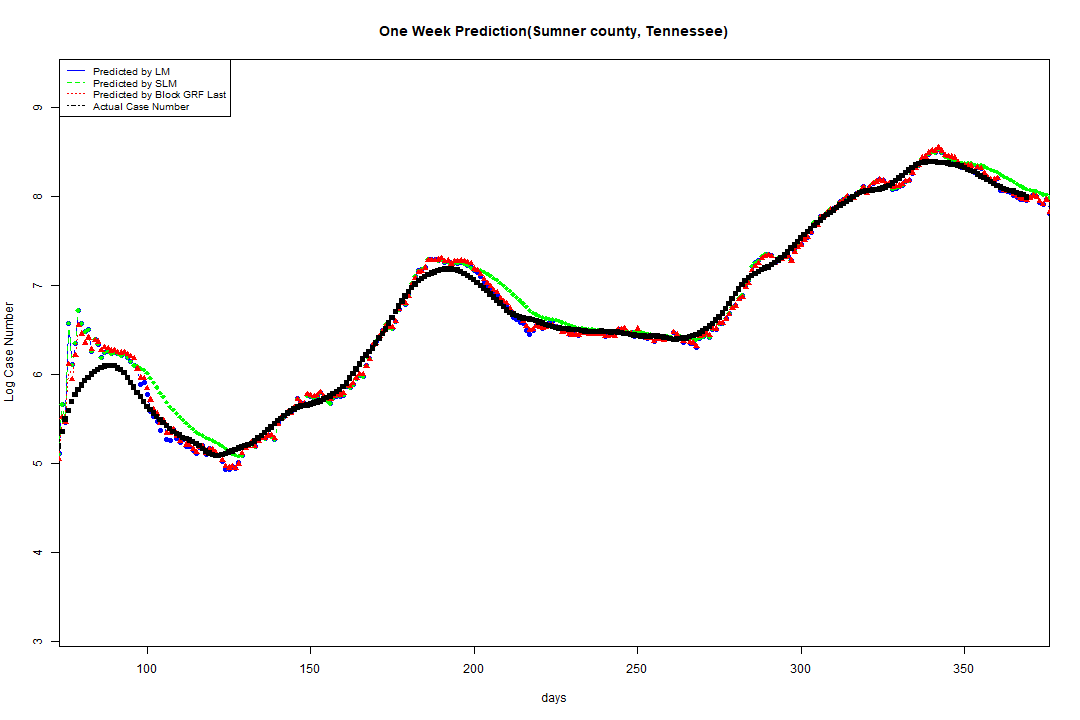 One Week Prediction(Sumner county, Tennessee)
Predicted by LM
Predicted by SLM
Predicted by Block GRF Last
Actual Case Number
Log Case Number
9
8
7
6
5
4
3
100 150 200 250 300 350
days